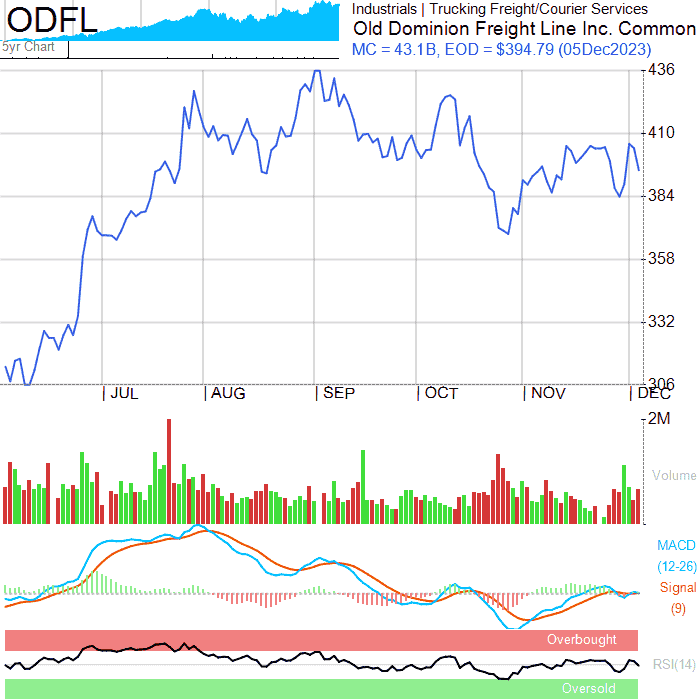 ODFL
5yr Chart
Industrials | Trucking Freight/Courier Services
Old Dominion Freight Line Inc. Common
MC = 43.1B, EOD = $394.79 (05Dec2023)
436
410
384
358
332
306
| JUL | AUG | SEP | OCT | NOV | DEC
2M
Volume
MACD
(12-26)
Signal
(9)
Overbought
RSI(14)
Oversold